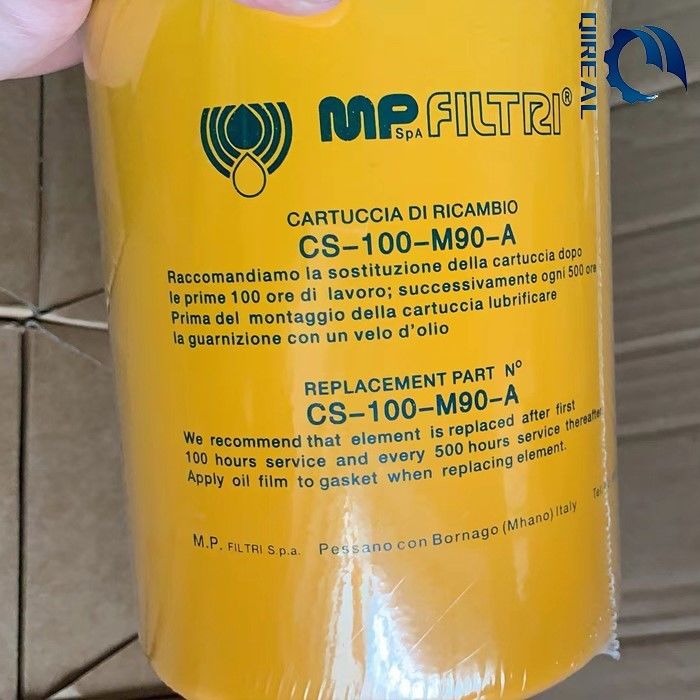 QIREAL
MP SpA FILTRI®
CARTUCCIA DI RICAMBIO
CS-100-M90-A
Raccomandiamo la sostituzione della cartuccia dopo
le prime 100 ore di lavoro; successivamente ogni 500 ore
Prima del montaggio della cartuccia lubrificare
la guarnizione con un velo d'olio
REPLACEMENT PART N°
CS-100-M90-A
We recommend that element is replaced after first
100 hours service and every 500 hours service thereafter
Apply oil film to gasket when replacing element.
M.P. FILTRI S.p.a. Pessano con Bornago (Mhano) Italy